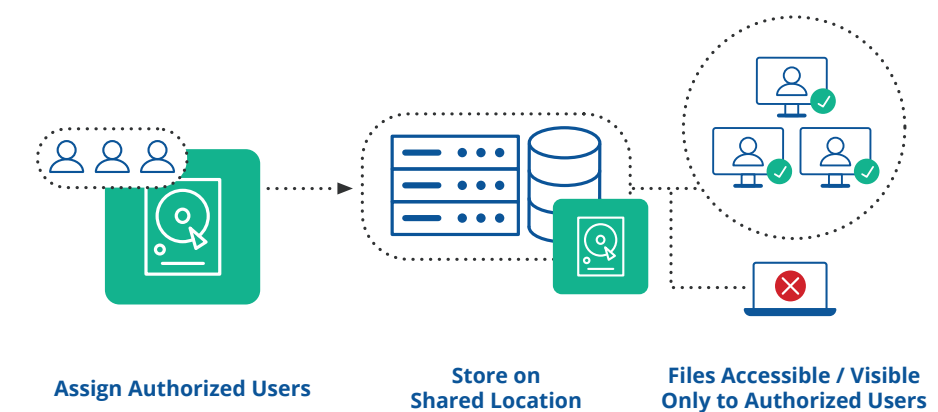 Assign Authorized Users
Store on
Shared Location
Files Accessible / Visible
Only to Authorized Users